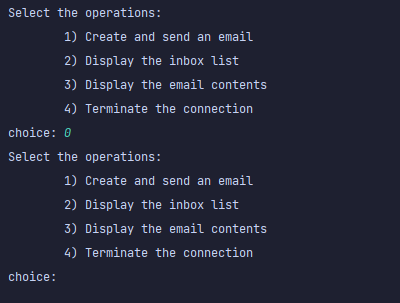 Select the operations:
        1) Create and send an email
        2) Display the inbox list
        3) Display the email contents
        4) Terminate the connection
choice: 0
Select the operations:
        1) Create and send an email
        2) Display the inbox list
        3) Display the email contents
        4) Terminate the connection
choice: